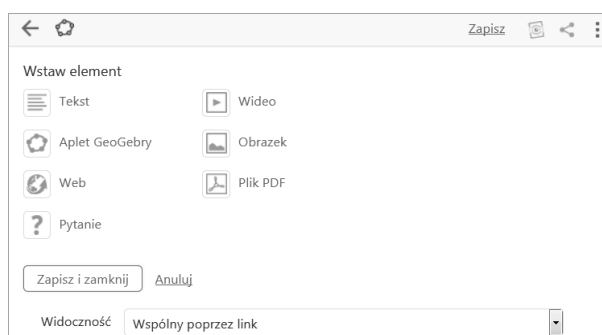 Zapisz
Wstaw element
Tekst Wideo
Aplet GeoGebry Obrazek
Web Plik PDF
? Pytanie
Zapisz i zamknij Anuluj
Widoczność Wspólny poprzez link